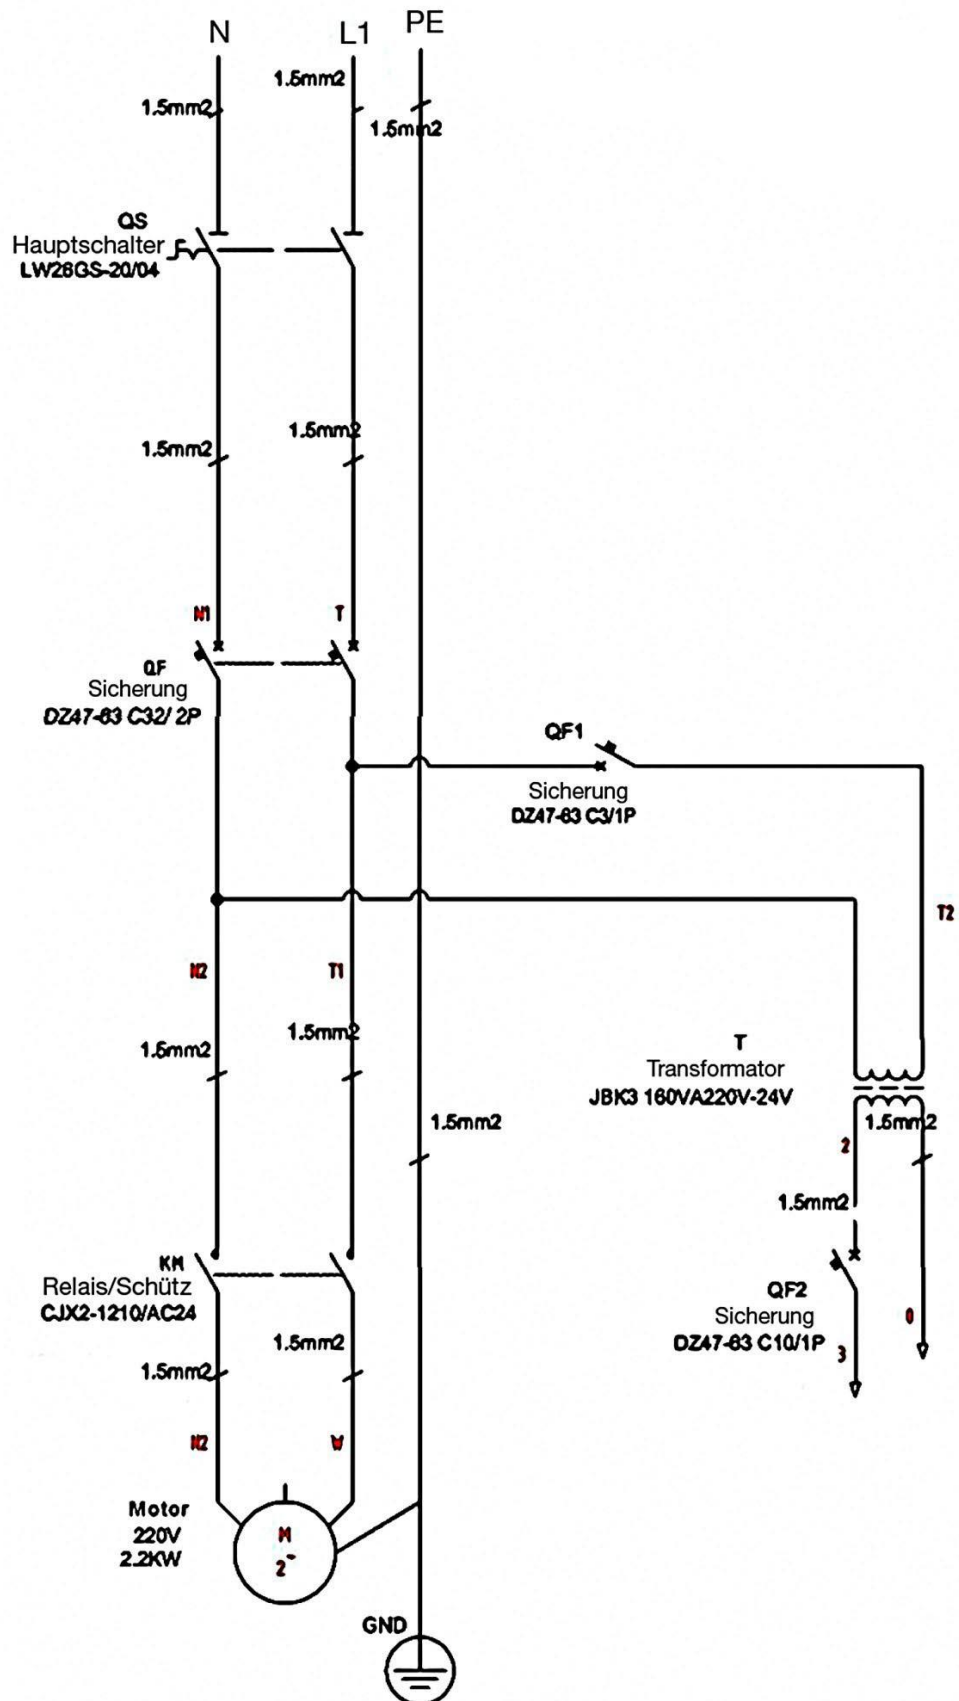 N
L1
PE
1.5mm2
1.5mm2
1.5mm2
QS
Hauptschalter
LW26GS-20/04
1.5mm2
1.5mm2
N1
T
QF
Sicherung
DZ47-63 C32/ 2P
QF1
Sicherung
DZ47-63 C3/1P
T2
N2
T1
1.5mm2
1.5mm2
T
Transformator
JBK3 160VA220V-24V
1.5mm2
1.5mm2
2
1.5mm2
KM
Relais/Schütz
CJX2-1210/AC24
QF2
Sicherung
DZ47-63 C10/1P
0
3
1.5mm2
1.5mm2
N2
W
Motor
220V
2.2KW
M
2~
GND